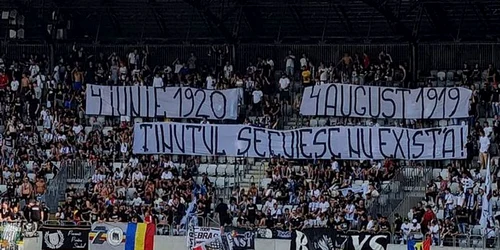 4 IUNIE 1920
4 AUGUST 1919
ȚINUTUL SECUIESC NU EXISTĂ!